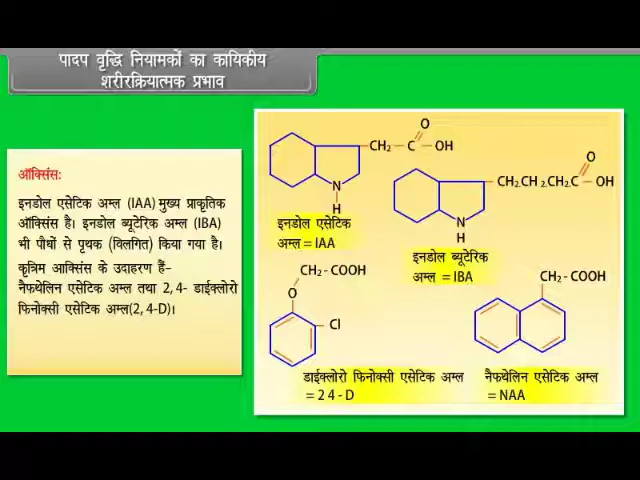 पादप वृद्धि नियामकों का कायिकीय
शरीरक्रियात्मक प्रभाव
ऑक्सिंस:
इनडोल एसेटिक अम्ल (IAA) मुख्य प्राकृतिक
ऑक्सिंस है। इनडोल ब्यूटेरिक अम्ल (IBA)
भी पौधों से पृथक (विलगित) किया गया है।
कृत्रिम आक्सिंस के उदाहरण हैं–
नैफथेलिन एसेटिक अम्ल तथा 2, 4- डाईक्लोरो
फिनोक्सी एसेटिक अम्ल(2, 4-D)।
O
CH₂ C OH
N
H
इनडोल एसेटिक
अम्ल = IAA
O
CH₂CH₂CH₂C OH
N
H
इनडोल ब्यूटेरिक
अम्ल = IBA
CH₂-COOH
O
Cl
डाईक्लोरो फिनोक्सी एसेटिक अम्ल
= 2 4 - D
CH₂-COOH
नैफथेलिन एसेटिक अम्ल
= NAA